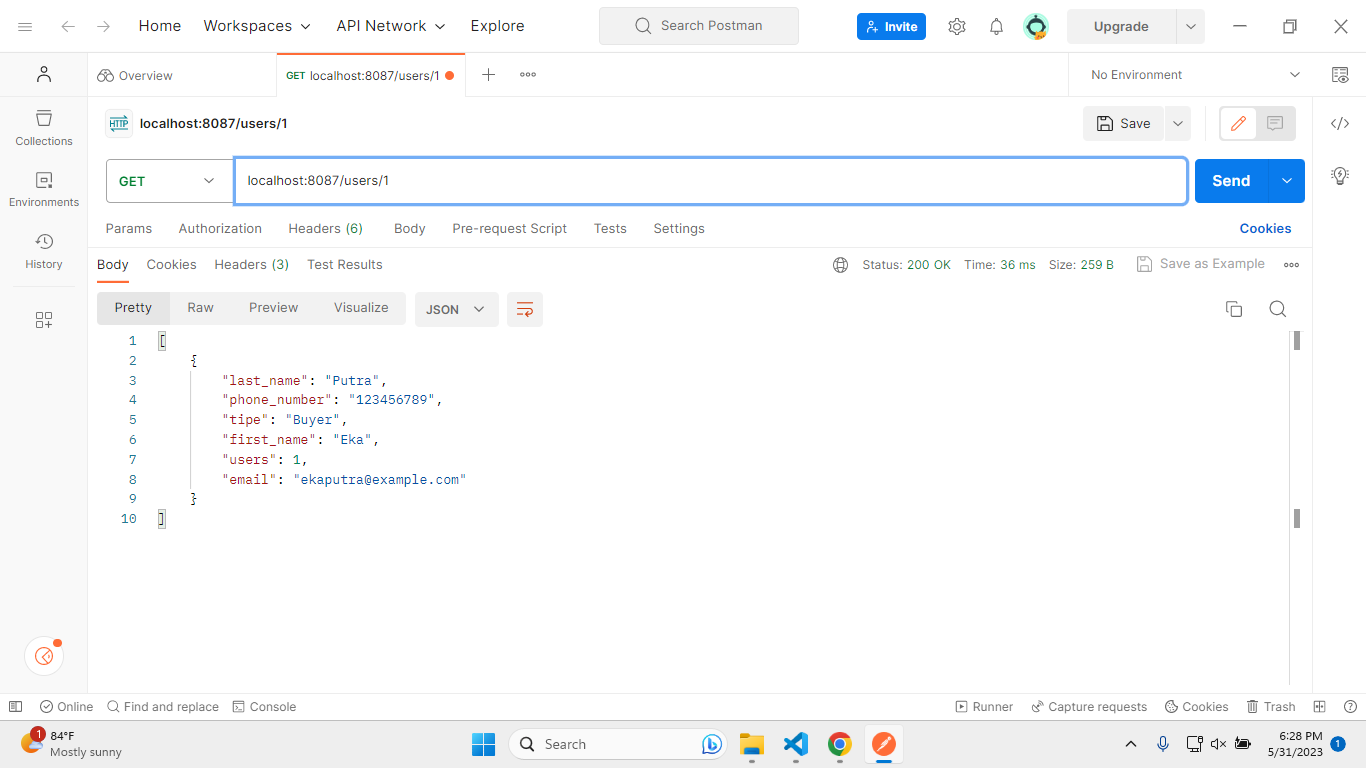 Home Workspaces API Network Explore Search Postman Invite Upgrade
Overview GET localhost:8087/users/1 No Environment
HTTP localhost:8087/users/1 Save
Collections
GET localhost:8087/users/1 Send
Environments
Params Authorization Headers (6) Body Pre-request Script Tests Settings Cookies
History
Body Cookies Headers (3) Test Results Status: 200 OK Time: 36 ms Size: 259 B Save as Example
Pretty Raw Preview Visualize JSON
1 [
2 {
3 "last_name": "Putra",
4 "phone_number": "123456789",
5 "tipe": "Buyer",
6 "first_name": "Eka",
7 "users": 1,
8 "email": "ekaputra@example.com"
9 }
10 ]
Online Find and replace Console Runner Capture requests Cookies Trash
1 84°F
Mostly sunny
Search
6:28 PM
5/31/2023
1